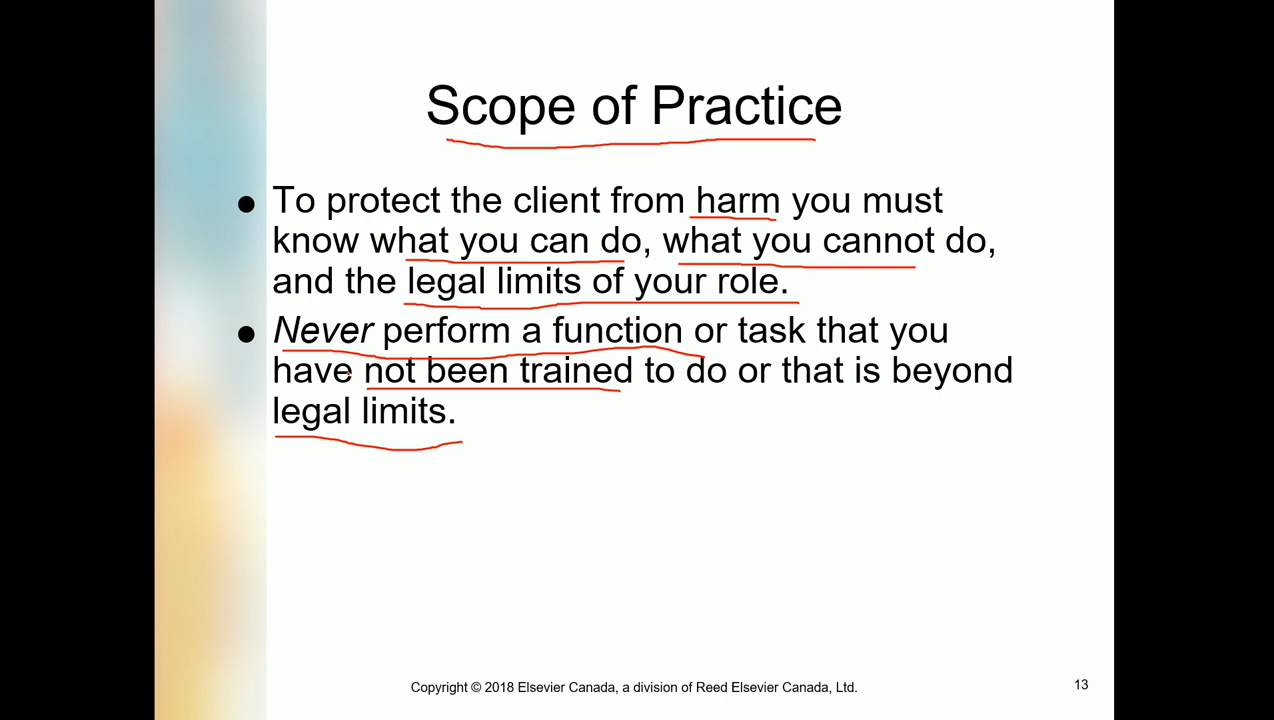 Scope of Practice
● To protect the client from harm you must
know what you can do, what you cannot do,
and the legal limits of your role.
● Never perform a function or task that you
have not been trained to do or that is beyond
legal limits.
Copyright © 2018 Elsevier Canada, a division of Reed Elsevier Canada, Ltd.
13